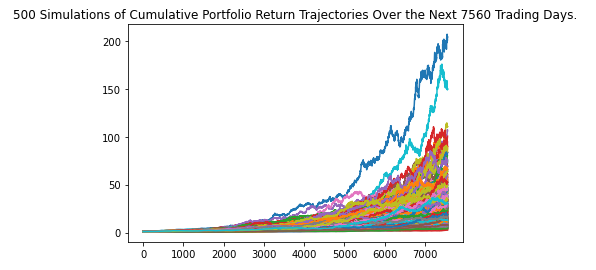 500 Simulations of Cumulative Portfolio Return Trajectories Over the Next 7560 Trading Days.
200
150
100
50
0
0 1000 2000 3000 4000 5000 6000 7000